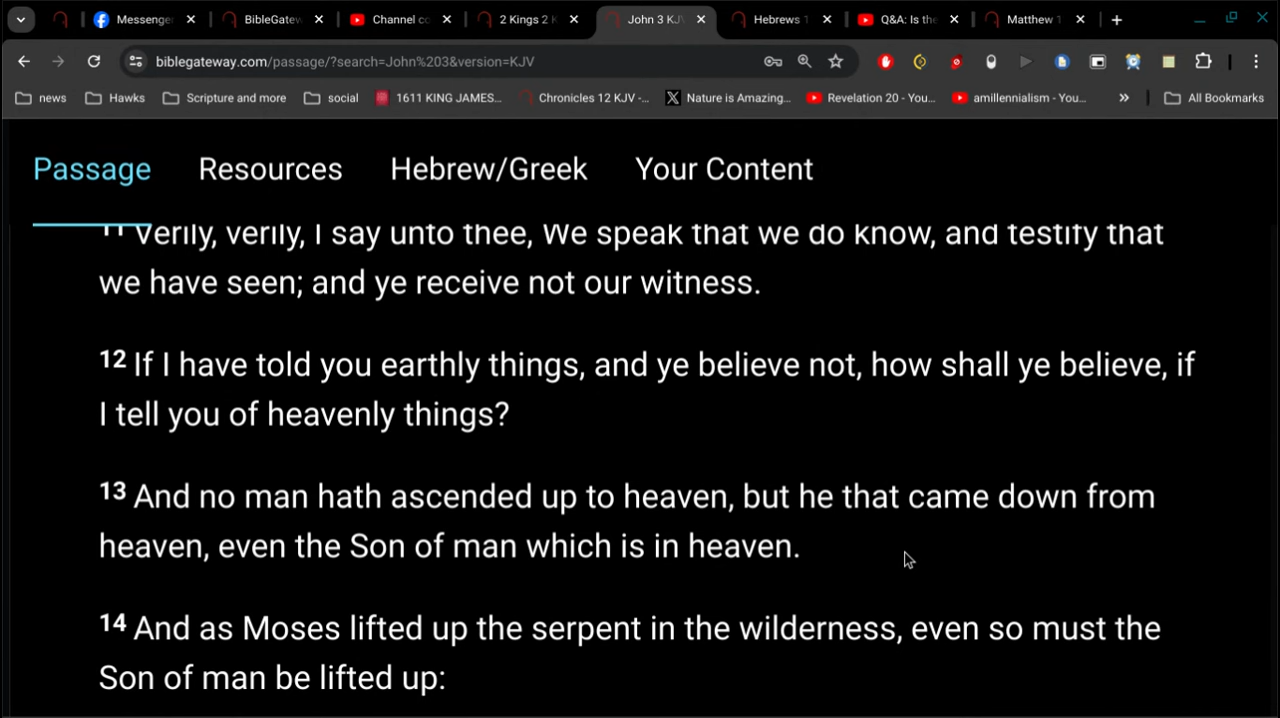 Messenger
BibleGatew
Channel co
2 Kings 2 K
John 3 KJV
Hebrews 1
Q&A: Is the
Matthew 1
biblegateway.com/passage/?search=John%203&version=KJV
news
Hawks
Scripture and more
social
1611 KING JAMES...
Chronicles 12 KJV -...
Nature is Amazing...
Revelation 20 - You...
amillennialism - You...
»
All Bookmarks
Passage
Resources
Hebrew/Greek
Your Content
11 Verily, verily, I say unto thee, We speak that we do know, and testify that
we have seen; and ye receive not our witness.
12 If I have told you earthly things, and ye believe not, how shall ye believe, if
I tell you of heavenly things?
13 And no man hath ascended up to heaven, but he that came down from
heaven, even the Son of man which is in heaven.
14 And as Moses lifted up the serpent in the wilderness, even so must the
Son of man be lifted up: